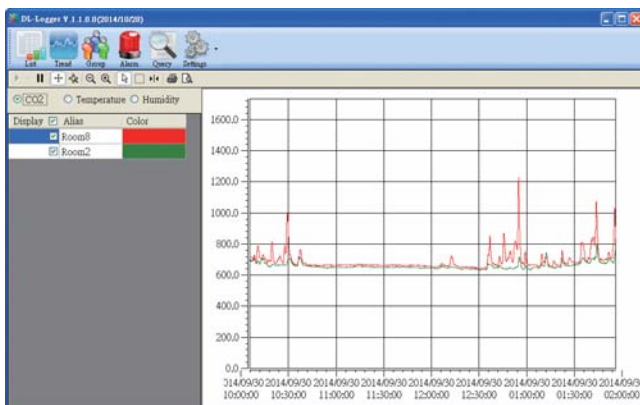 DL-Logger V.1.1.0.0(2014/10/20)
List Trend Group Alarm Query Settings
CO2 Temperature Humidity
Display Alias Color
Room8
Room2
1600.0
1400.0
1200.0
1000.0
800.0
600.0
400.0
200.0
0.0
2014/09/30 2014/09/30 2014/09/30 2014/09/30 2014/09/30 2014/09/30 2014/09/30 2014/09/30 2014/09/30
10:00:00 10:30:00 11:00:00 11:30:00 12:00:00 12:30:00 01:00:00 01:30:00 02:00:00